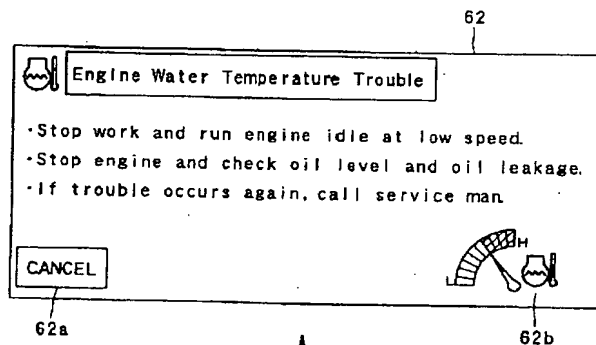 62
Engine Water Temperature Trouble
·Stop work and run engine idle at low speed.
·Stop engine and check oil level and oil leakage.
·If trouble occurs again, call service man.
H
L
CANCEL
62a
62b